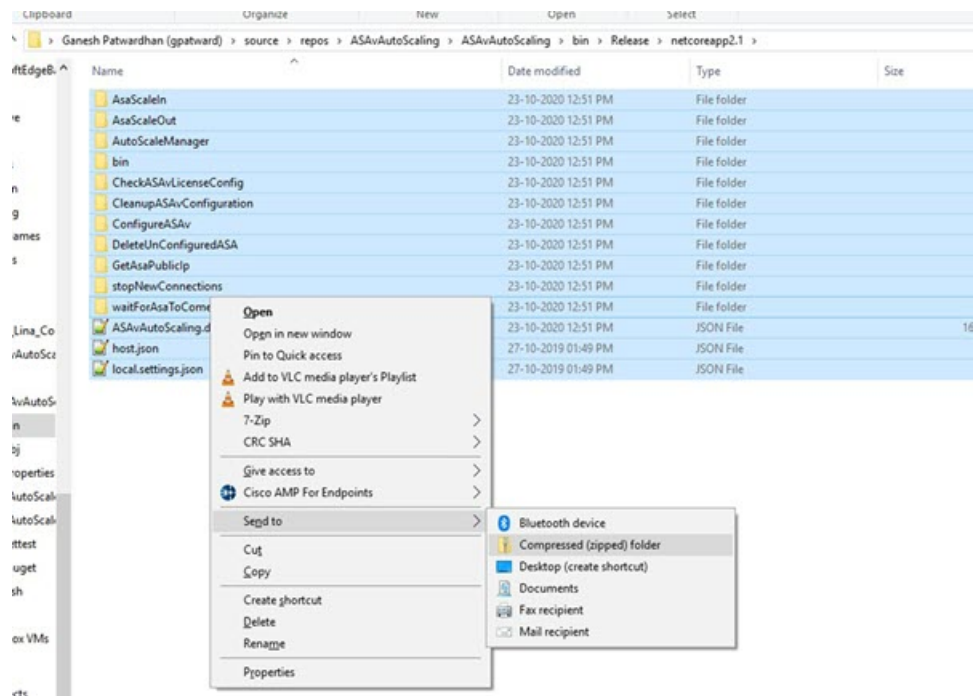 Clipboard Organize New Open Select
> Ganesh Patwardhan (gpatward) > source > repos > ASAvAutoScaling > ASAvAutoScaling > bin > Release > netcoreapp2.1 >
Name Date modified Type Size
AsaScaleIn 23-10-2020 12:51 PM File folder
AsaScaleOut 23-10-2020 12:51 PM File folder
AutoScaleManager 23-10-2020 12:51 PM File folder
bin 23-10-2020 12:51 PM File folder
CheckASAvLicenseConfig 23-10-2020 12:51 PM File folder
CleanupASAvConfiguration 23-10-2020 12:51 PM File folder
ConfigureASAv 23-10-2020 12:51 PM File folder
DeleteUnConfiguredASA 23-10-2020 12:51 PM File folder
GetAsaPublicIp 23-10-2020 12:51 PM File folder
stopNewConnections 23-10-2020 12:51 PM File folder
waitForAsaToCome 23-10-2020 12:51 PM File folder
ASAvAutoScaling.d 23-10-2020 12:51 PM JSON File 16
host.json 27-10-2019 01:49 PM JSON File
local.settings.json 27-10-2019 01:49 PM JSON File
Open
Open in new window
Pin to Quick access
Add to VLC media player's Playlist
Play with VLC media player
7-Zip
CRC SHA
Give access to
Cisco AMP For Endpoints
Send to
Cut
Copy
Create shortcut
Delete
Rename
Properties
Bluetooth device
Compressed (zipped) folder
Desktop (create shortcut)
Documents
Fax recipient
Mail recipient